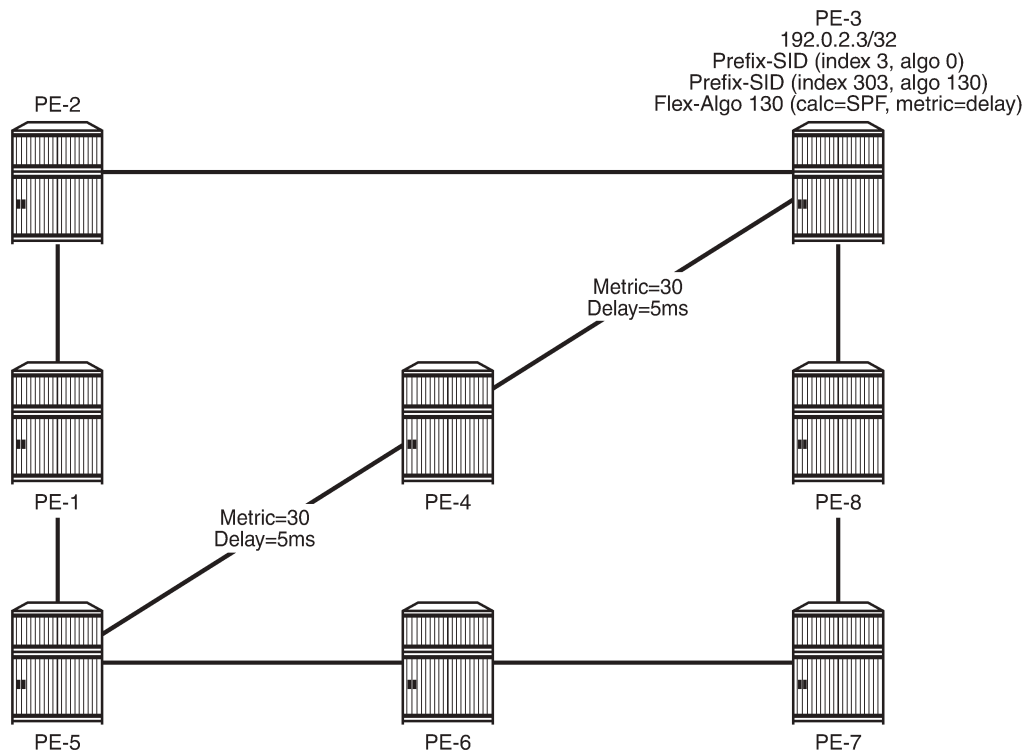 PE-3
192.0.2.3/32
Prefix-SID (index 3, algo 0)
Prefix-SID (index 303, algo 130)
Flex-Algo 130 (calc=SPF, metric=delay)
PE-2
Metric=30
Delay=5ms
PE-1
PE-4
PE-8
Metric=30
Delay=5ms
PE-5
PE-6
PE-7